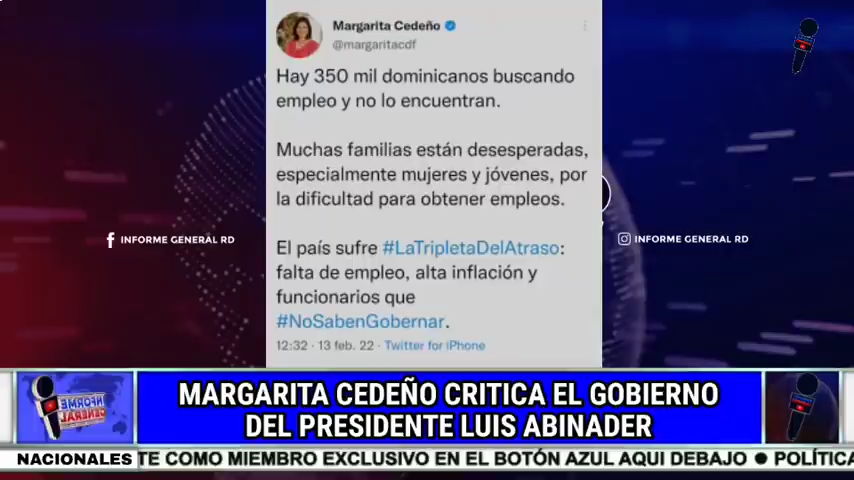 Margarita Cedeño
@margaritacdf
Hay 350 mil dominicanos buscando
empleo y no lo encuentran.
Muchas familias están desesperadas,
especialmente mujeres y jóvenes, por
la dificultad para obtener empleos.
El país sufre #LaTripletaDelAtraso:
falta de empleo, alta inflación y
funcionarios que
#NoSabenGobernar.
12:32 · 13 feb. 22 · Twitter for iPhone
INFORME GENERAL RD
INFORME GENERAL RD
MARGARITA CEDEÑO CRITICA EL GOBIERNO
DEL PRESIDENTE LUIS ABINADER
INFORME
GENERAL
NACIONALES
TE COMO MIEMBRO EXCLUSIVO EN EL BOTÓN AZUL AQUI DEBAJO ● POLÍTICA